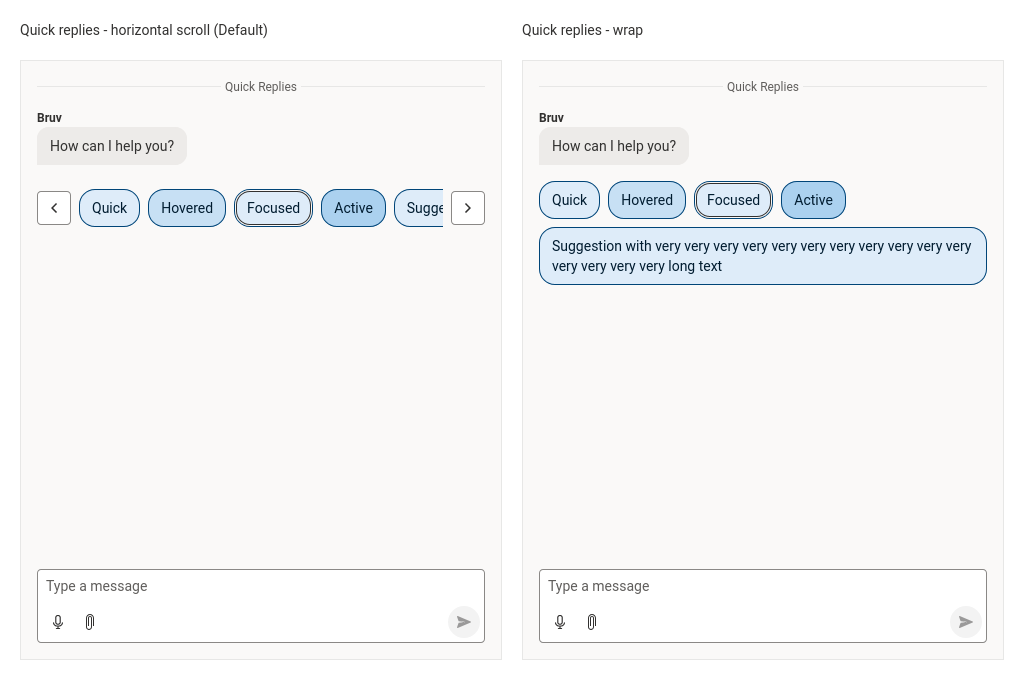 Quick replies - horizontal scroll (Default)
Quick Replies
Bruv
How can I help you?
Quick
Hovered
Focused
Active
Sugge
Type a message
Quick replies - wrap
Quick Replies
Bruv
How can I help you?
Quick
Hovered
Focused
Active
Suggestion with very very very very very very very very very very very
very very very very long text
Type a message